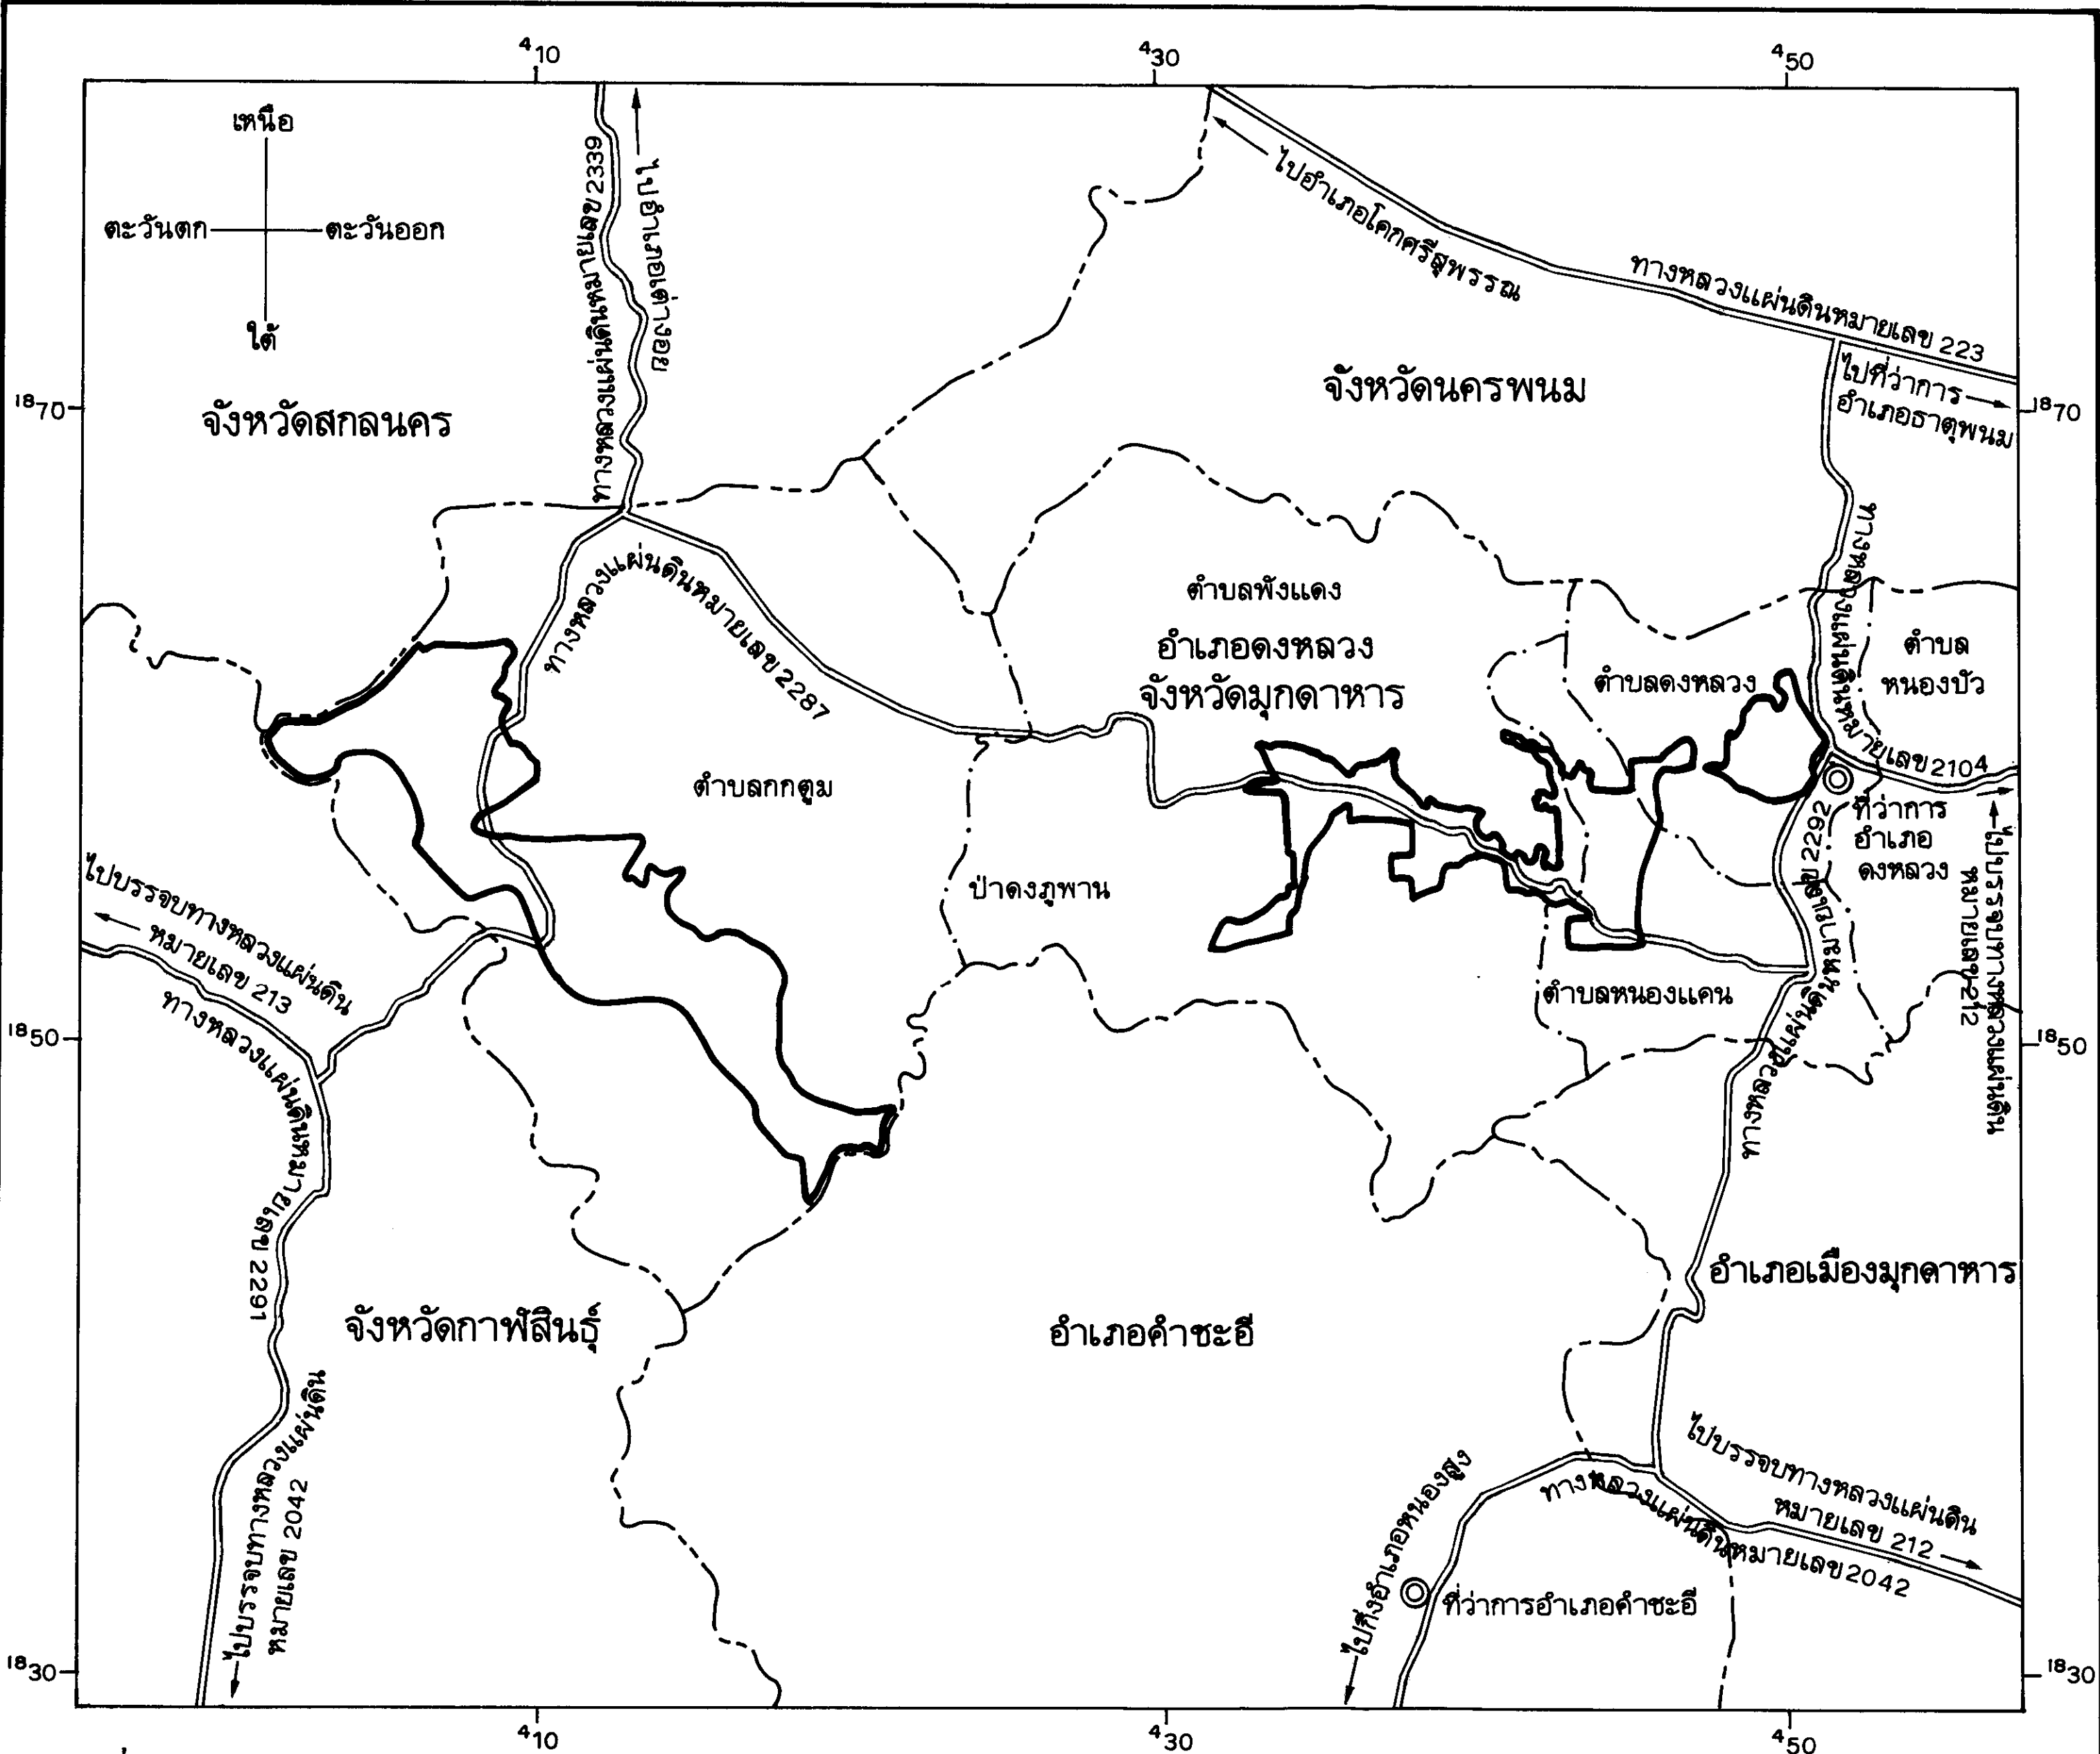 410
430
450
เหนือ
ตะวันตก
ตะวันออก
ใต้
ทางหลวงแผ่นดินหมายเลข 2339
ไปอำเภอเต่างอย
ไปอำเภอโคกศรีสุพรรณ
ทางหลวงแผ่นดินหมายเลข 223
ไปที่ว่าการ
อำเภอธาตุพนม
1870
จังหวัดสกลนคร
จังหวัดนครพนม
1870
ทางหลวงแผ่นดินหมายเลข 2287
ตำบลพังแดง
อำเภอดงหลวง
จังหวัดมุกดาหาร
ตำบลดงหลวง
ตำบล
หนองบัว
ทางหลวงแผ่นดินหมายเลข 2104
ตำบลกกตูม
ที่ว่าการ
อำเภอ
ดงหลวง
ป่าดงภูพาน
ไปบรรจบทางหลวงแผ่นดิน
หมายเลข 213
ไปบรรจบทางหลวงแผ่นดิน
หมายเลข 212
ตำบลหนองแคน
ทางหลวงแผ่นดินหมายเลข 2292
1850
1850
ทางหลวงแผ่นดินหมายเลข 2291
อำเภอเมืองมุกดาหาร
จังหวัดกาฬสินธุ์
อำเภอคำชะอี
ไปบรรจบทางหลวงแผ่นดิน
หมายเลข 2042
ไปกิ่งอำเภอหนองสูง
ไปบรรจบทางหลวงแผ่นดิน
หมายเลข 212
ทางหลวงแผ่นดินหมายเลข 2042
ที่ว่าการอำเภอคำชะอี
1830
1830
410
430
450